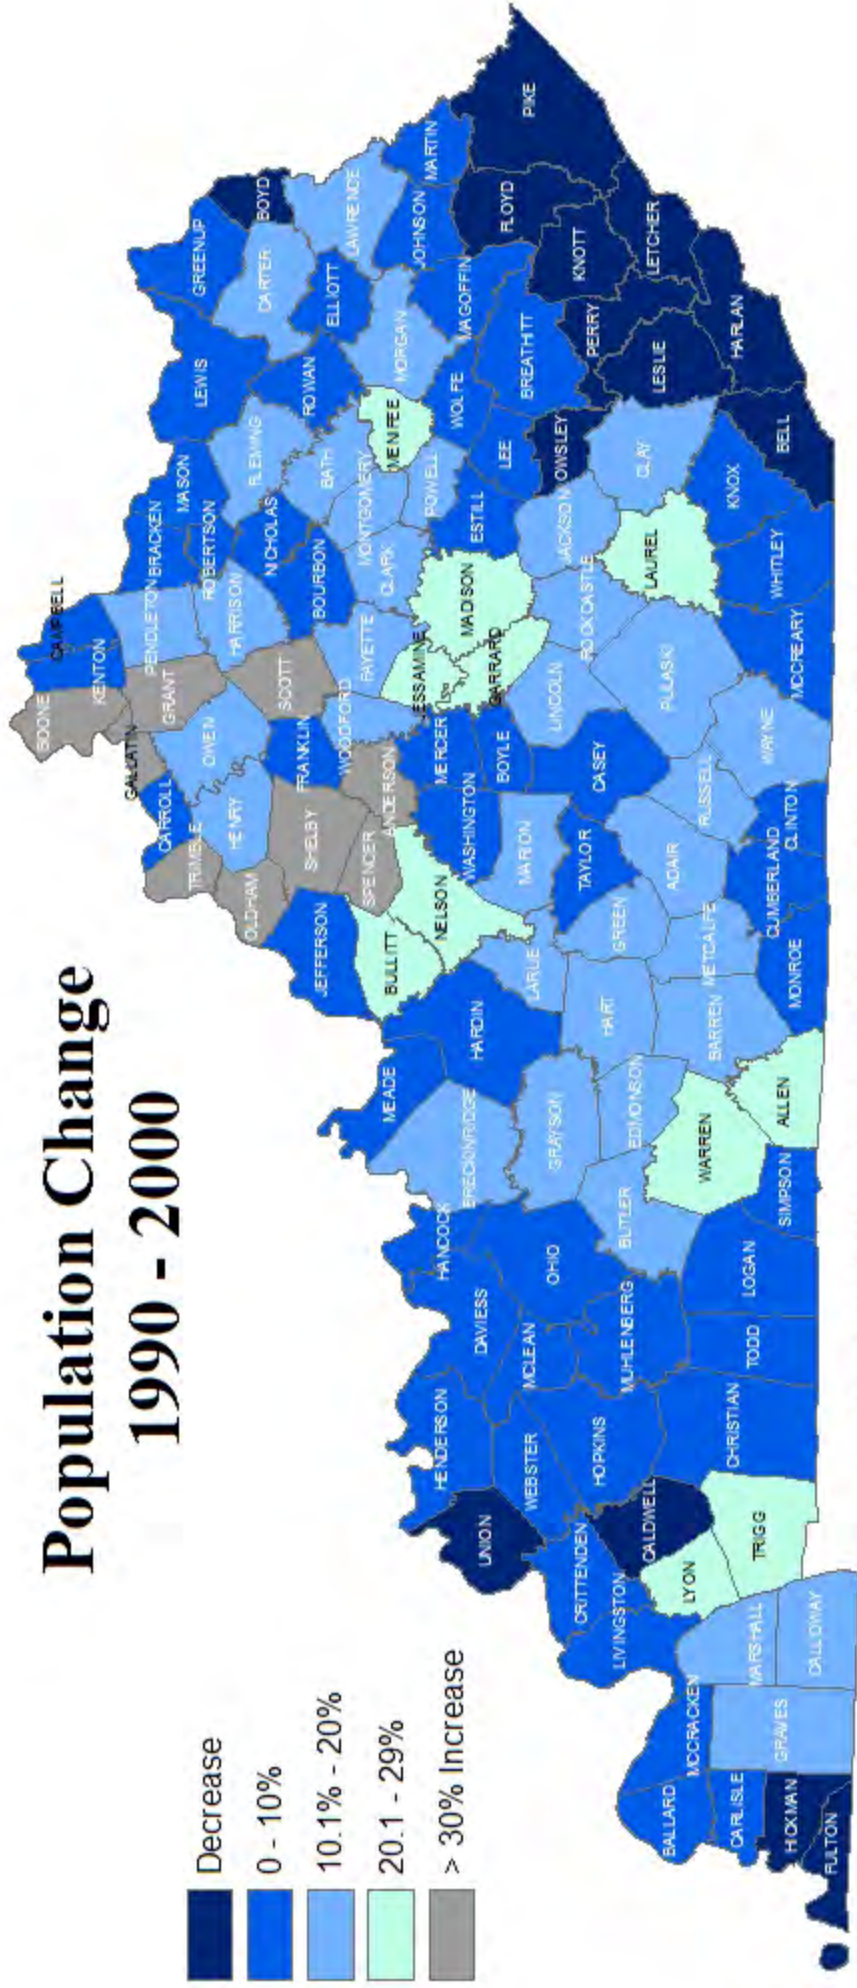 Population Change
1990 - 2000
Decrease
0 - 10%
10.1% - 20%
20.1 - 29%
> 30% Increase
BOONE
CAMPBELL
KENTON
GALLATIN
GRANT
PENDLETON
BRACKEN
MASON
LEWIS
GREENUP
BOYD
CARROLL
TRIMBLE
OWEN
ROBERTSON
HARRISON
FLEMING
CARTER
HENRY
OLDHAM
SCOTT
NICHOLAS
ROWAN
ELLIOTT
LAWRENCE
FRANKLIN
SHELBY
JEFFERSON
BOURBON
BATH
WOODFORD
FAYETTE
MONTGOMERY
MENFEE
MORGAN
ANDERSON
SPENCER
BULLITT
CLARK
POWELL
JOHNSON
MARTIN
JESSAMINE
MERCER
NELSON
WASHINGTON
MADISON
ESTILL
WOLFE
MAGOFFIN
MEADE
HARDIN
BRECKINRIDGE
HANCOCK
DAVIESS
HENDERSON
UNION
GARRARD
BOYLE
LEE
BREATHITT
FLOYD
PIKE
MARION
LARUE
LINCOLN
JACKSON
OWSLEY
KNOTT
PERRY
WEBSTER
MCLEAN
OHIO
GRAYSON
CASEY
TAYLOR
GREEN
HART
ROCKCASTLE
CLAY
LESLIE
LETCHER
CRITTENDEN
LIVINGSTON
HOPKINS
MUHLENBERG
BUTLER
EDMONSON
PULASKI
LAUREL
ADAIR
RUSSELL
METCALFE
BARREN
WARREN
KNOX
HARLAN
BELL
CALDWELL
LYON
TRIGG
CHRISTIAN
TODD
LOGAN
SIMPSON
ALLEN
MONROE
CUMBERLAND
CLINTON
WAYNE
MCCREARY
WHITLEY
BALLARD
MCCRACKEN
MARSHALL
CARLISLE
GRAVES
CALLOWAY
HICKMAN
FULTON